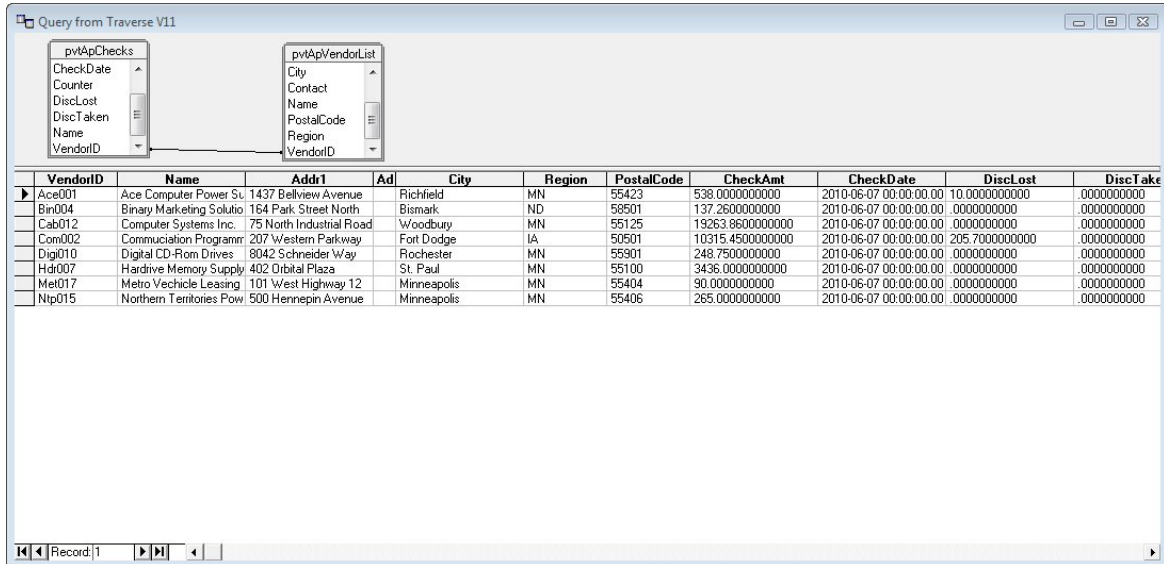 Query from Traverse V11
pvtApChecks
CheckDate
Counter
DiscLost
DiscTaken
Name
VendorID
pvtApVendorList
City
Contact
Name
PostalCode
Region
VendorID
VendorID Name Addr1 Ad City Region PostalCode CheckAmt CheckDate DiscLost DiscTake
Ace001 Ace Computer Power Su 1437 Bellview Avenue Richfield MN 55423 538.0000000000 2010-06-07 00:00:00.00 10.0000000000 .0000000000
Bin004 Binary Marketing Solutio 164 Park Street North Bismark ND 58501 137.2600000000 2010-06-07 00:00:00.00 .0000000000 .0000000000
Cab012 Computer Systems Inc. 75 North Industrial Road Woodbury MN 55125 19263.8600000000 2010-06-07 00:00:00.00 .0000000000 .0000000000
Com002 Commuciation Programm 207 Western Parkway Fort Dodge IA 50501 10315.4500000000 2010-06-07 00:00:00.00 205.7000000000 .0000000000
Digi010 Digital CD-Rom Drives 8042 Schneider Way Rochester MN 55901 248.7500000000 2010-06-07 00:00:00.00 .0000000000 .0000000000
Hdr007 Hardrive Memory Supply 402 Orbital Plaza St. Paul MN 55100 3436.0000000000 2010-06-07 00:00:00.00 .0000000000 .0000000000
Met017 Metro Vechicle Leasing 101 West Highway 12 Minneapolis MN 55404 90.0000000000 2010-06-07 00:00:00.00 .0000000000 .0000000000
Ntp015 Northern Territories Pow 500 Hennepin Avenue Minneapolis MN 55406 265.0000000000 2010-06-07 00:00:00.00 .0000000000 .0000000000
Record: 1